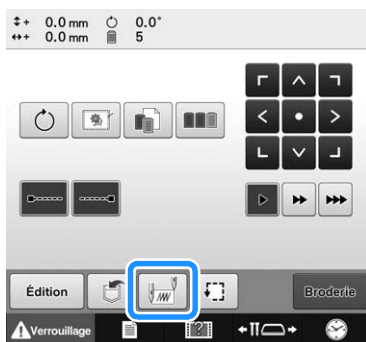 0.0 mm 0.0°
0.0 mm 5
Édition Broderie
Verrouillage